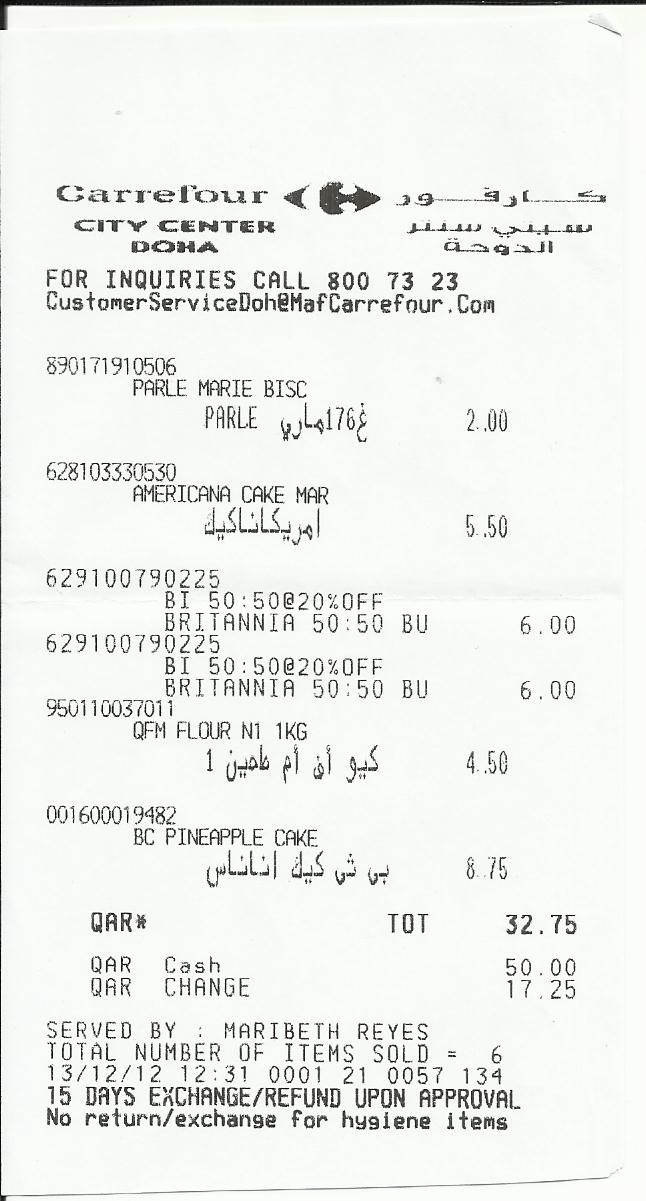 Carrefour كارفور
CITY CENTER سيتي سنتر
DOHA الدوحة
FOR INQUIRIES CALL 800 73 23
CustomerServiceDoh@MafCarrefour.Com
890171910506
PARLE MARIE BISC
PARLE ماري176غ 2.00
628103330530
AMERICANA CAKE MAR
امريكاناكيك 5.50
629100790225
BI 50:50@20%OFF
BRITANNIA 50:50 BU 6.00
629100790225
BI 50:50@20%OFF
BRITANNIA 50:50 BU 6.00
950110037011
QFM FLOUR N1 1KG
كيو أف أم طحين 1 4.50
001600019482
BC PINEAPPLE CAKE
بي ثي كيك اناناس 8.75
QAR* TOT 32.75
QAR Cash 50.00
QAR CHANGE 17.25
SERVED BY : MARIBETH REYES
TOTAL NUMBER OF ITEMS SOLD = 6
13/12/12 12:31 0001 21 0057 134
15 DAYS EXCHANGE/REFUND UPON APPROVAL
No return/exchange for hygiene items